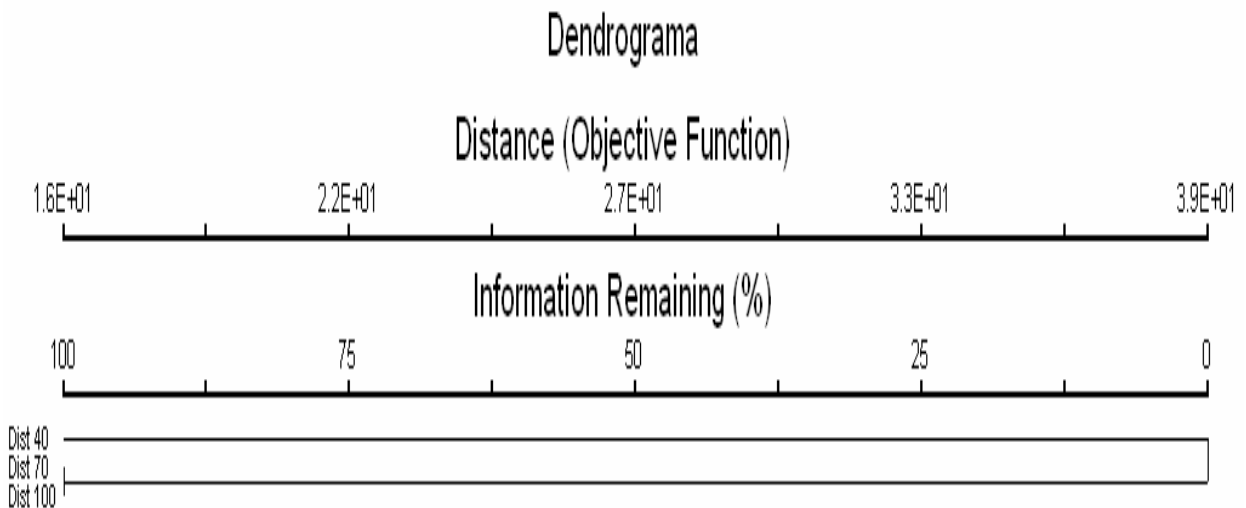 Dendrograma
Distance (Objective Function)
1.6E+01 2.2E+01 2.7E+01 3.3E+01 3.9E+01
Information Remaining (%)
100 75 50 25 0
Dist 40
Dist 70
Dist 100